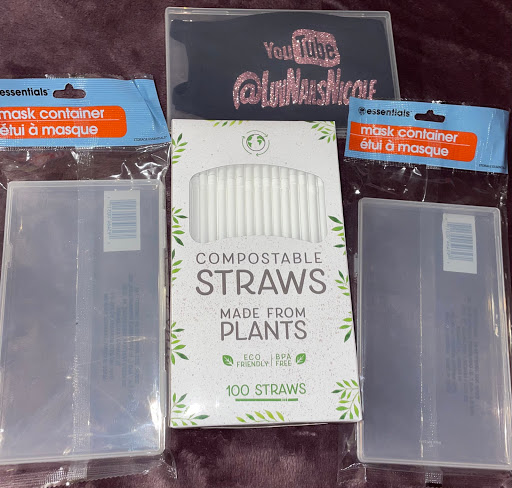 YouTube
@LuvNailsNicole
essentials
mask container
étui à masque
essentials
mask container
étui à masque
COMPOSTABLE
STRAWS
MADE FROM
PLANTS
ECO FRIENDLY
BPA FREE
100 STRAWS